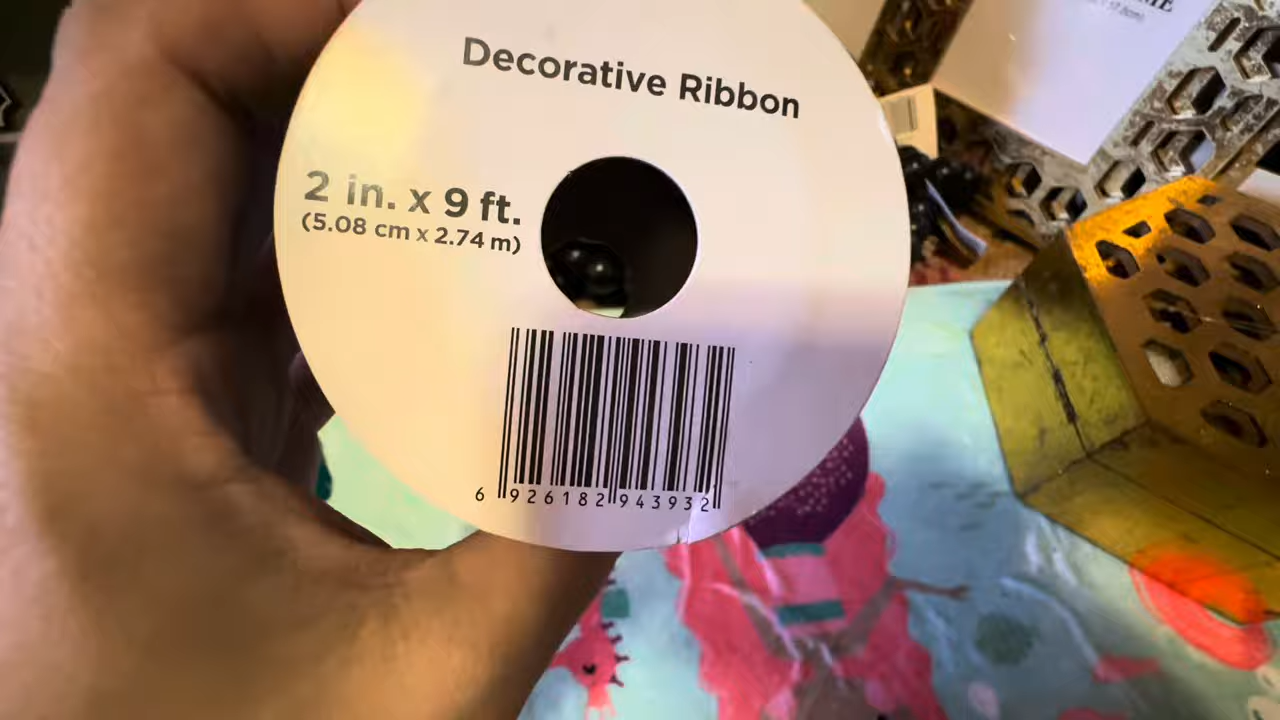 Decorative Ribbon
2 in. x 9 ft.
(5.08 cm x 2.74 m)
6 926182 943932